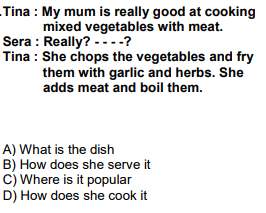 .Tina : My mum is really good at cooking
mixed vegetables with meat.
Sera : Really? - - - -?
Tina : She chops the vegetables and fry
them with garlic and herbs. She
adds meat and boil them.
A) What is the dish
B) How does she serve it
C) Where is it popular
D) How does she cook it